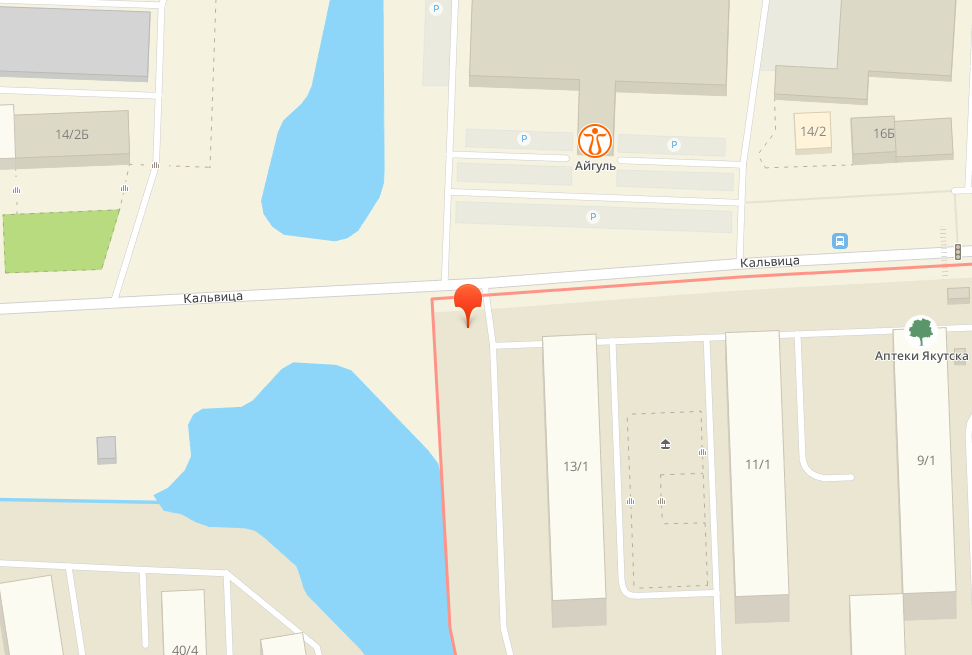 P
14/2Б
P
P
14/2
16Б
Айгуль
P
Кальвица
Кальвица
Аптеки Якутска
13/1
11/1
9/1
40/4